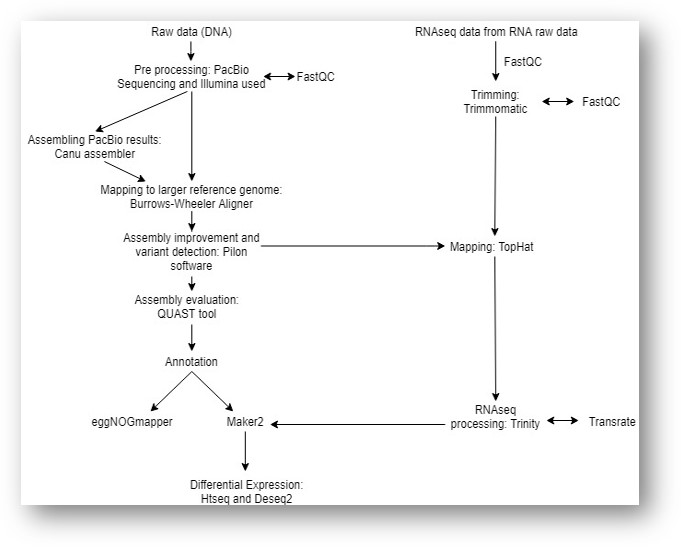 Raw data (DNA)
RNAseq data from RNA raw data
FastQC
Pre processing: PacBio
Sequencing and Illumina used
FastQC
Trimming:
Trimmomatic
FastQC
Assembling PacBio results:
Canu assembler
Mapping to larger reference genome:
Burrows-Wheeler Aligner
Assembly improvement and
variant detection: Pilon
software
Mapping: TopHat
Assembly evaluation:
QUAST tool
Annotation
eggNOGmapper
Maker2
RNAseq
processing: Trinity
Transrate
Differential Expression:
Htseq and Deseq2